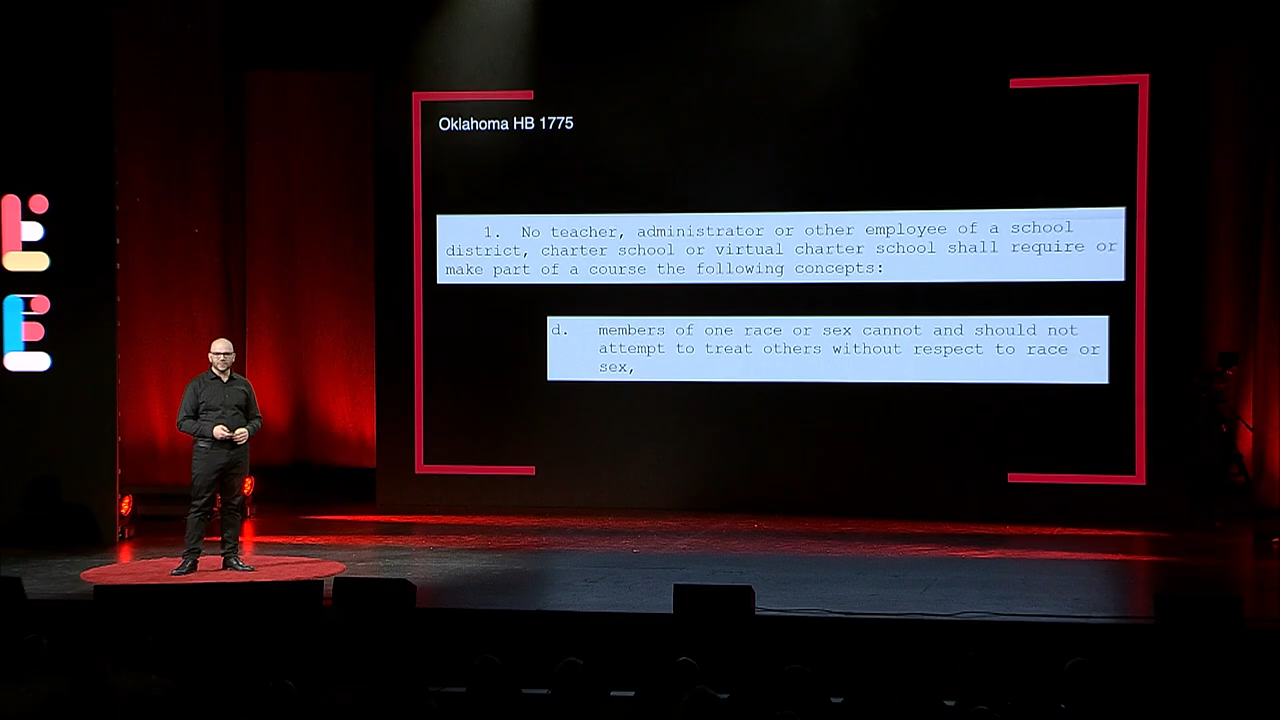 Oklahoma HB 1775
1. No teacher, administrator or other employee of a school
district, charter school or virtual charter school shall require or
make part of a course the following concepts:
d. members of one race or sex cannot and should not
attempt to treat others without respect to race or
sex,